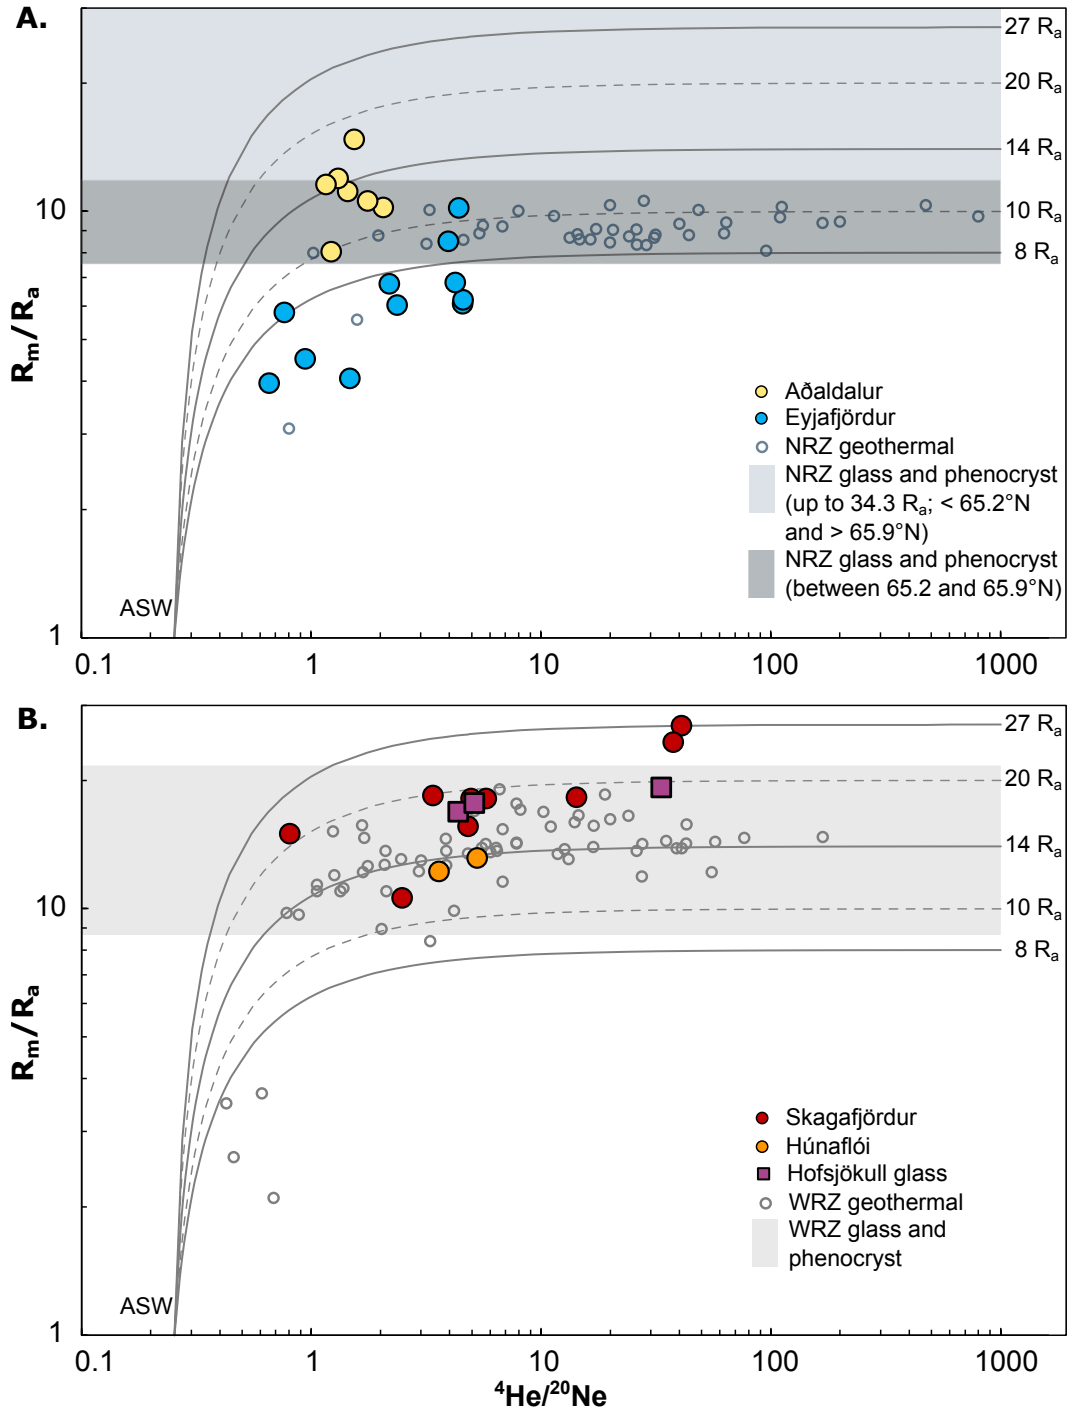 A.
27 Ra
20 Ra
14 Ra
10
10 Ra
8 Ra
Rm/Ra
Aðaldalur
Eyjafjördur
NRZ geothermal
NRZ glass and phenocryst
(up to 34.3 Ra; < 65.2°N
and > 65.9°N)
NRZ glass and phenocryst
(between 65.2 and 65.9°N)
ASW
1
0.1 1 10 100 1000
B.
27 Ra
20 Ra
14 Ra
10
10 Ra
8 Ra
Rm/Ra
Skagafjördur
Húnaflói
Hofsjökull glass
WRZ geothermal
WRZ glass and
phenocryst
ASW
1
0.1 1 10 100 1000
⁴He/²⁰Ne